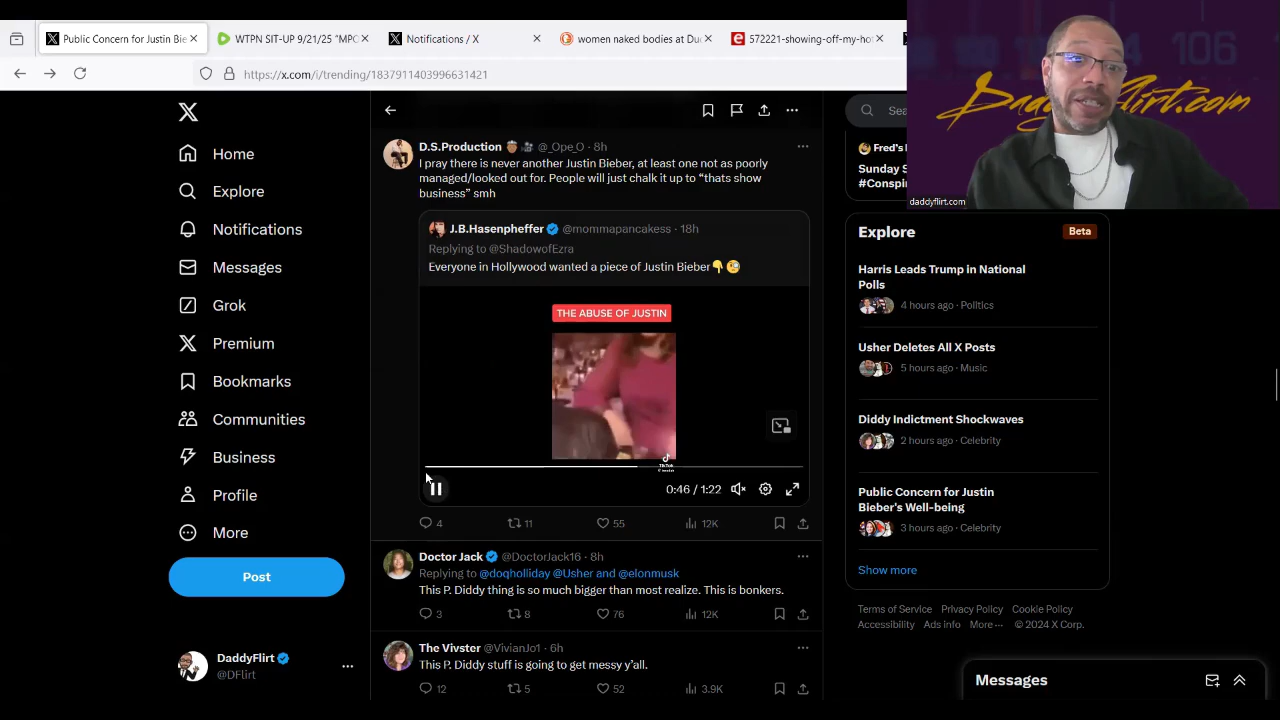 Public Concern for Justin Bie
WTPN SIT-UP 9/21/25 "MPC
Notifications / X
women naked bodies at Du
572221-showing-off-my-ho
https://x.com/i/trending/1837911403996631421
106
DaddyFlirt.com
daddyflirt.com
Home
Explore
Notifications
Messages
Grok
Premium
Bookmarks
Communities
Business
Profile
More
Post
DaddyFlirt
@DFlirt
D.S.Production @_Ope_O · 8h
I pray there is never another Justin Bieber, at least one not as poorly
managed/looked out for. People will just chalk it up to “thats show
business” smh
J.B.Hasenpheffer @mommapancakess · 18h
Replying to @ShadowofEzra
Everyone in Hollywood wanted a piece of Justin Bieber
THE ABUSE OF JUSTIN
TikTok
0:46 / 1:22
4 11 55 12K
Doctor Jack @DoctorJack16 · 8h
Replying to @doqholliday @Usher and @elonmusk
This P. Diddy thing is so much bigger than most realize. This is bonkers.
3 8 76 12K
The Vivster @VivianJo1 · 6h
This P. Diddy stuff is going to get messy y’all.
12 5 52 3.9K
Sea
Fred's
Sunday S
#Conspir
Explore
Beta
Harris Leads Trump in National
Polls
4 hours ago · Politics
Usher Deletes All X Posts
5 hours ago · Music
Diddy Indictment Shockwaves
2 hours ago · Celebrity
Public Concern for Justin
Bieber’s Well-being
3 hours ago · Celebrity
Show more
Terms of Service Privacy Policy Cookie Policy
Accessibility Ads info More ··· © 2024 X Corp.
Messages